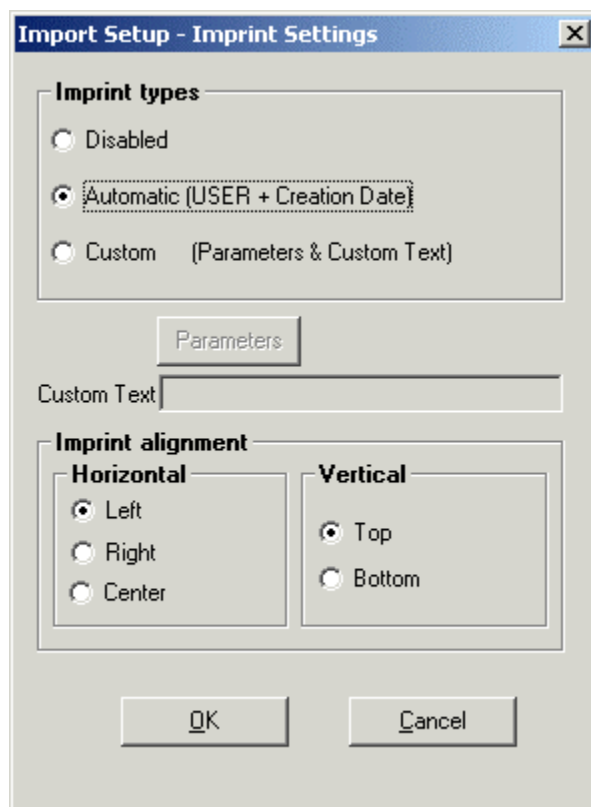 Import Setup - Imprint Settings
Imprint types
Disabled
Automatic (USER + Creation Date)
Custom (Parameters & Custom Text)
Parameters
Custom Text
Imprint alignment
Horizontal
Left
Right
Center
Vertical
Top
Bottom
OK
Cancel